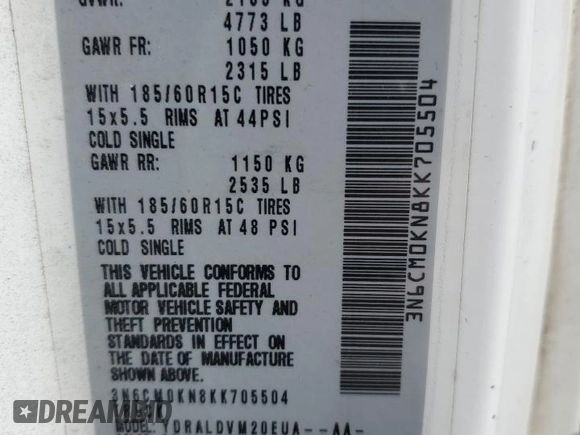 4773 LB
GAWR FR: 1050 KG
2315 LB
WITH 185/60R15C TIRES
15x5.5 RIMS AT 44PSI
COLD SINGLE
GAWR RR: 1150 KG
2535 LB
WITH 185/60R15C TIRES
15x5.5 RIMS AT 48 PSI
COLD SINGLE
THIS VEHICLE CONFORMS TO
ALL APPLICABLE FEDERAL
MOTOR VEHICLE SAFETY AND
THEFT PREVENTION
STANDARDS IN EFFECT ON
THE DATE OF MANUFACTURE
SHOWN ABOVE.
3N6CM0KN8KK705504
3N6CM0KN8KK705504
DREAMBID